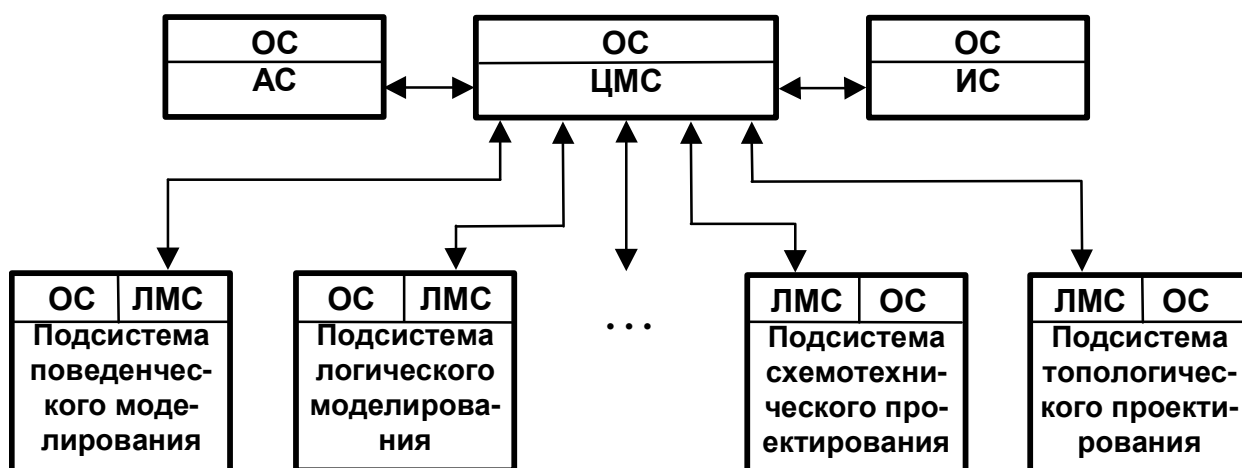 ОС
АС
ОС
ЦМС
ОС
ИС
ОС ЛМС
Подсистема
поведенчес-
кого моде-
лирования
ОС ЛМС
Подсистема
логического
моделирова-
ния
...
ЛМС ОС
Подсистема
схемотехни-
ческого про-
ектирования
ЛМС ОС
Подсистема
топологичес-
кого проекти-
рования